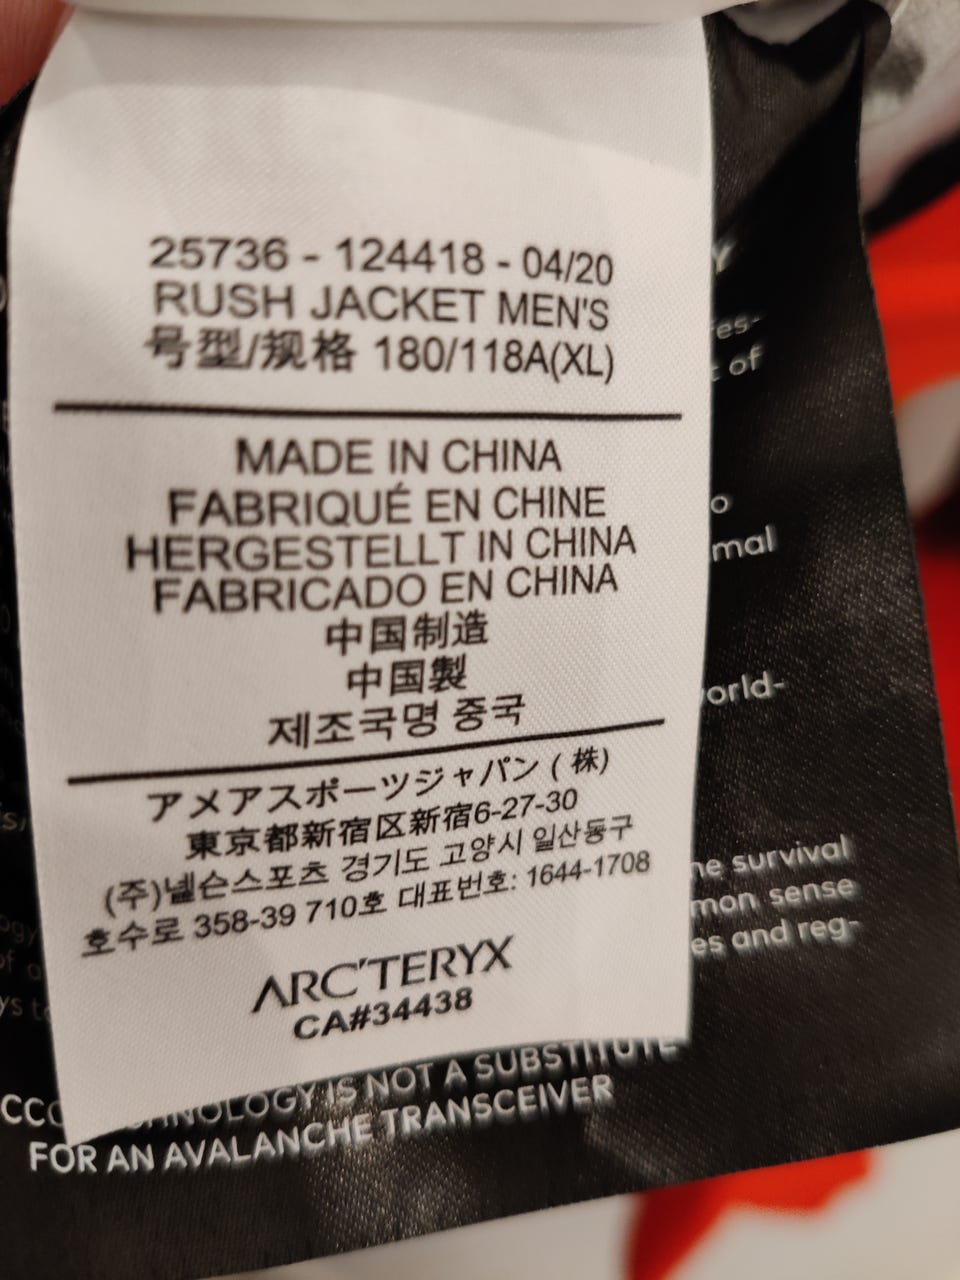 25736 - 124418 - 04/20
RUSH JACKET MEN'S
号型/规格 180/118A(XL)
MADE IN CHINA
FABRIQUÉ EN CHINE
HERGESTELLT IN CHINA
FABRICADO EN CHINA
中国制造
中国製
제조국명 중국
アメアスポーツジャパン ( 株)
東京都新宿区新宿6-27-30
(주)넬슨스포츠 경기도 고양시 일산동구
호수로 358-39 710호 대표번호: 1644-1708
ARC'TERYX
CA#34438
of
survival
sense
and reg-
IS NOT A SUBSTITUTE
FOR AN AVALANCHE TRANSCEIVER